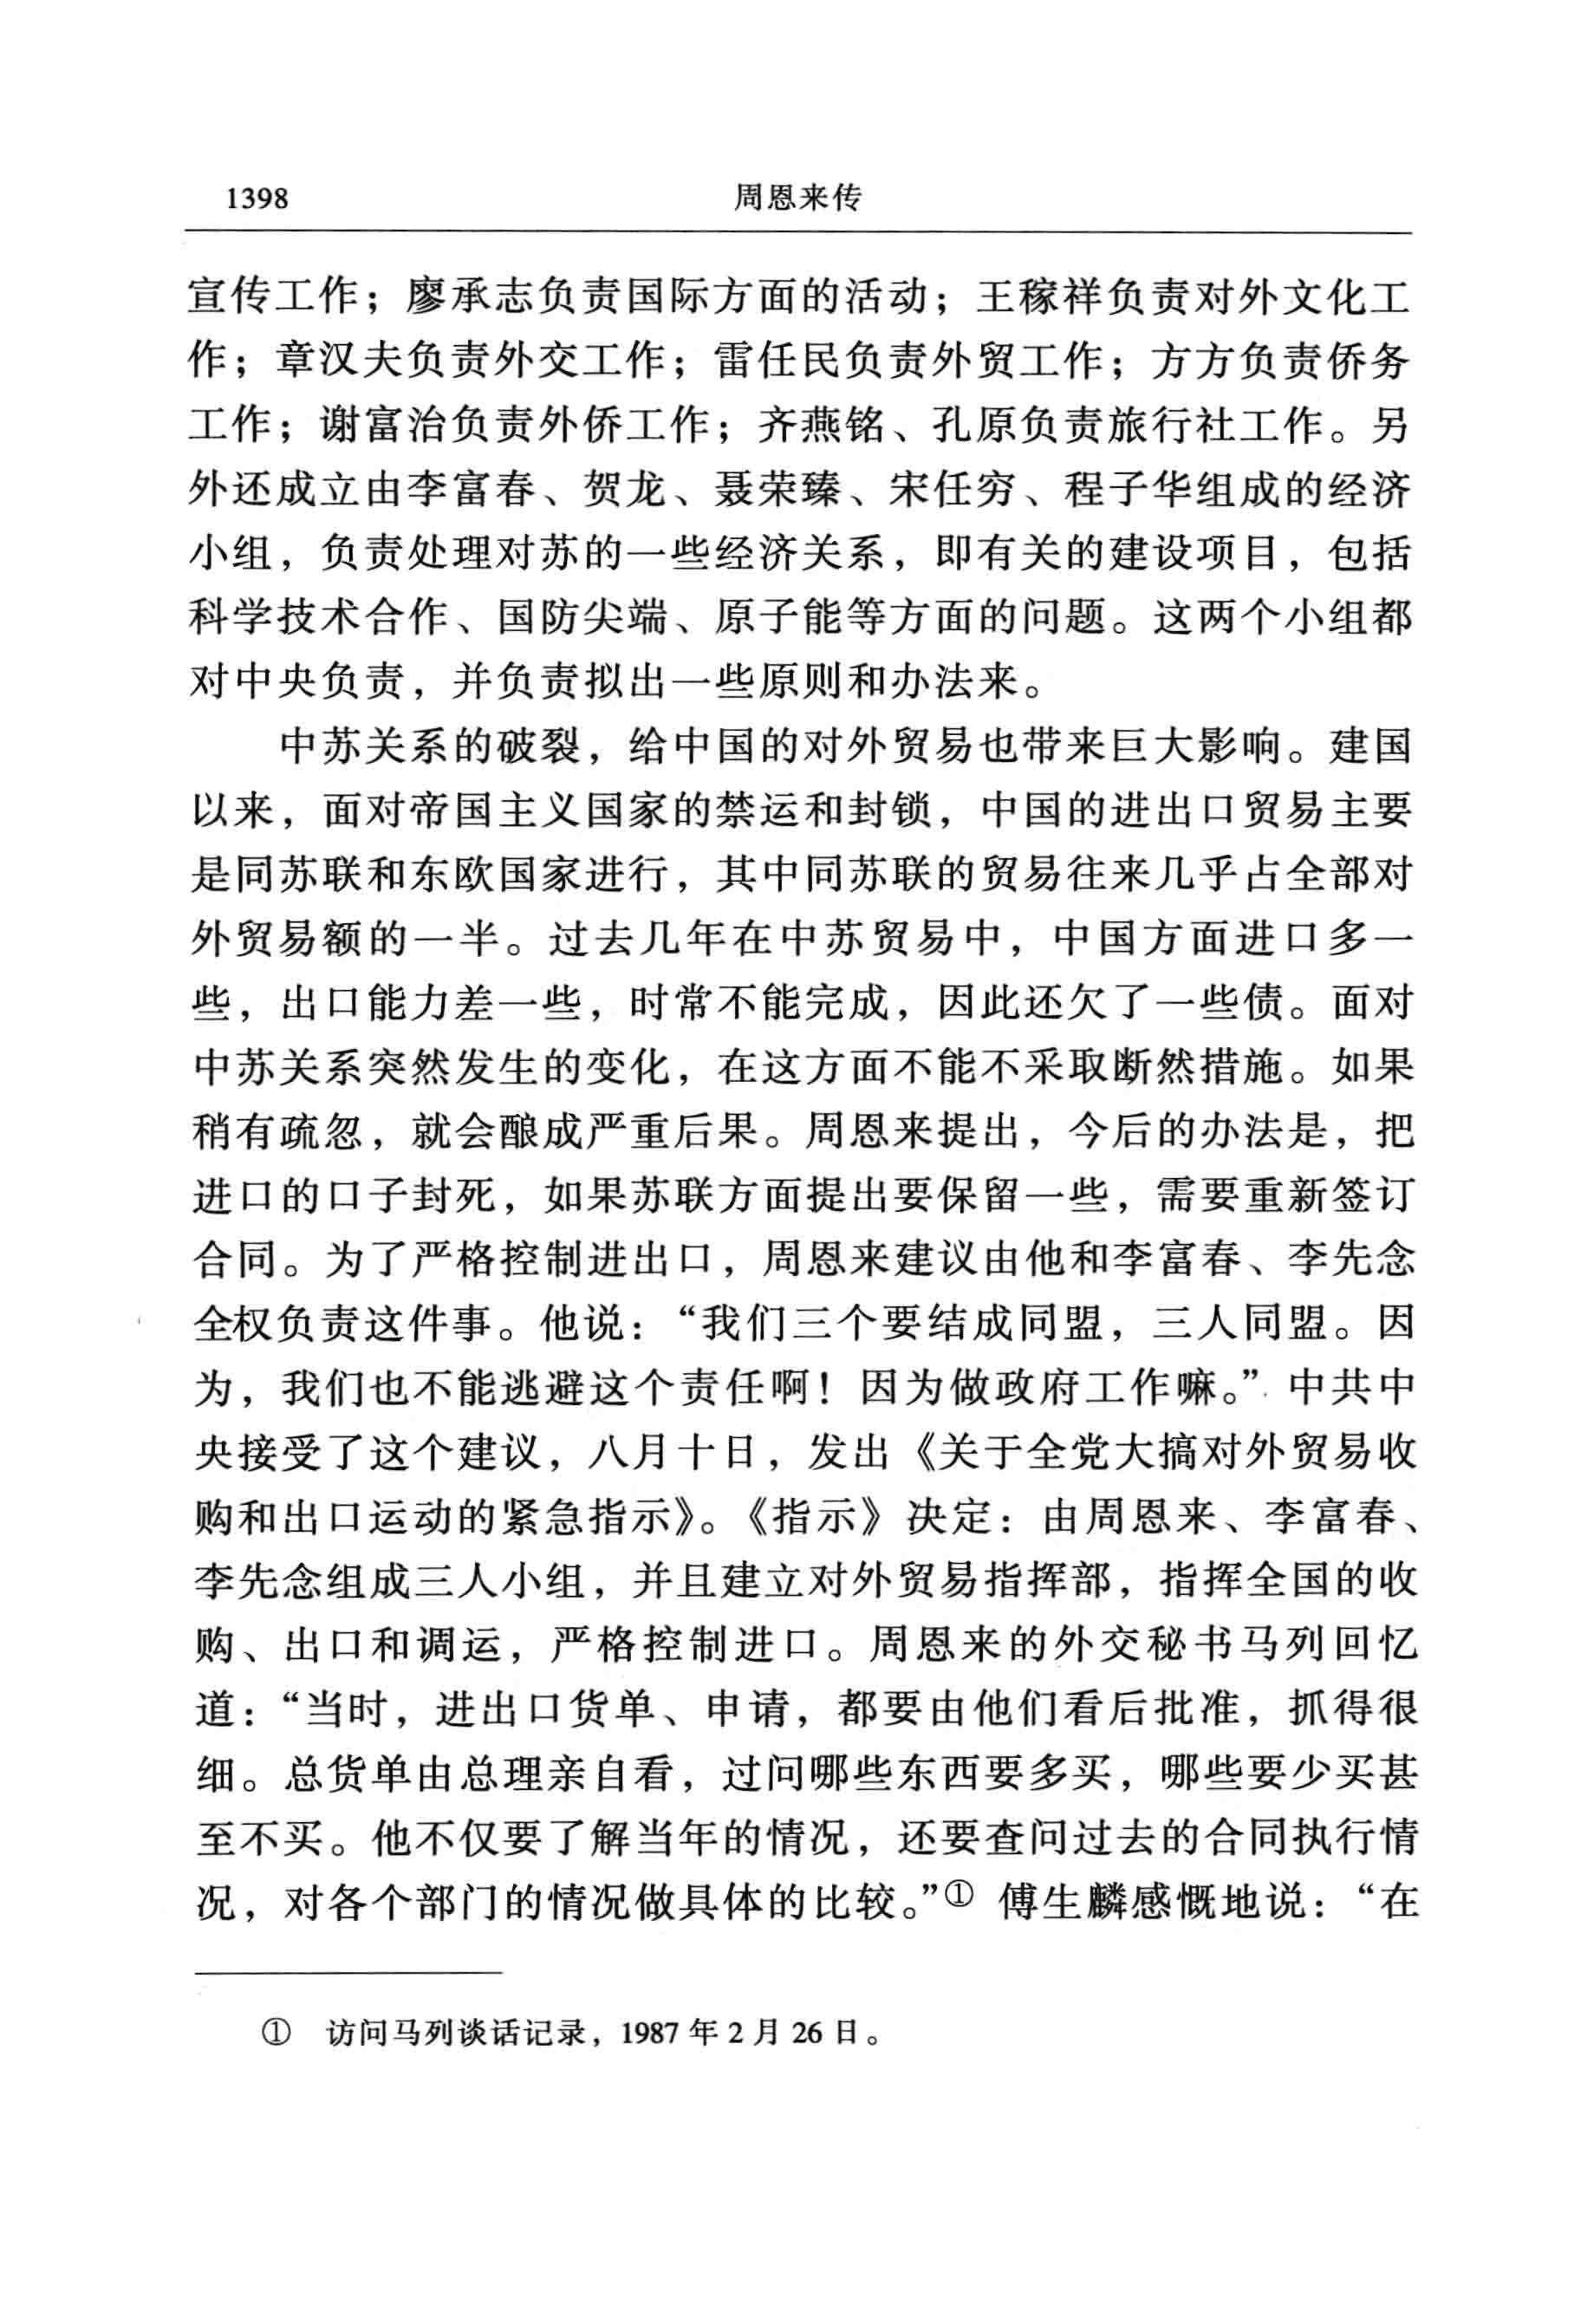 1398 周恩来传
宣传工作；廖承志负责国际方面的活动；王稼祥负责对外文化工
作；章汉夫负责外交工作；雷任民负责外贸工作；方方负责侨务
工作；谢富治负责外侨工作；齐燕铭、孔原负责旅行社工作。另
外还成立由李富春、贺龙、聂荣臻、宋任穷、程子华组成的经济
小组，负责处理对苏的一些经济关系，即有关的建设项目，包括
科学技术合作、国防尖端、原子能等方面的问题。这两个小组都
对中央负责，并负责拟出一些原则和办法来。
中苏关系的破裂，给中国的对外贸易也带来巨大影响。建国
以来，面对帝国主义国家的禁运和封锁，中国的进出口贸易主要
是同苏联和东欧国家进行，其中同苏联的贸易往来几乎占全部对
外贸易额的一半。过去几年在中苏贸易中，中国方面进口多一
些，出口能力差一些，时常不能完成，因此还欠了一些债。面对
中苏关系突然发生的变化，在这方面不能不采取断然措施。如果
稍有疏忽，就会酿成严重后果。周恩来提出，今后的办法是，把
进口的口子封死，如果苏联方面提出要保留一些，需要重新签订
合同。为了严格控制进出口，周恩来建议由他和李富春、李先念
全权负责这件事。他说：“我们三个要结成同盟，三人同盟。因
为，我们也不能逃避这个责任啊！因为做政府工作嘛。”中共中
央接受了这个建议，八月十日，发出《关于全党大搞对外贸易收
购和出口运动的紧急指示》。《指示》决定：由周恩来、李富春、
李先念组成三人小组，并且建立对外贸易指挥部，指挥全国的收
购、出口和调运，严格控制进口。周恩来的外交秘书马列回忆
道：“当时，进出口货单、申请，都要由他们看后批准，抓得很
细。总货单由总理亲自看，过问哪些东西要多买，哪些要少买甚
至不买。他不仅要了解当年的情况，还要查问过去的合同执行情
况，对各个部门的情况做具体的比较。”① 傅生麟感慨地说：“在
① 访问马列谈话记录，1987 年 2 月 26 日。